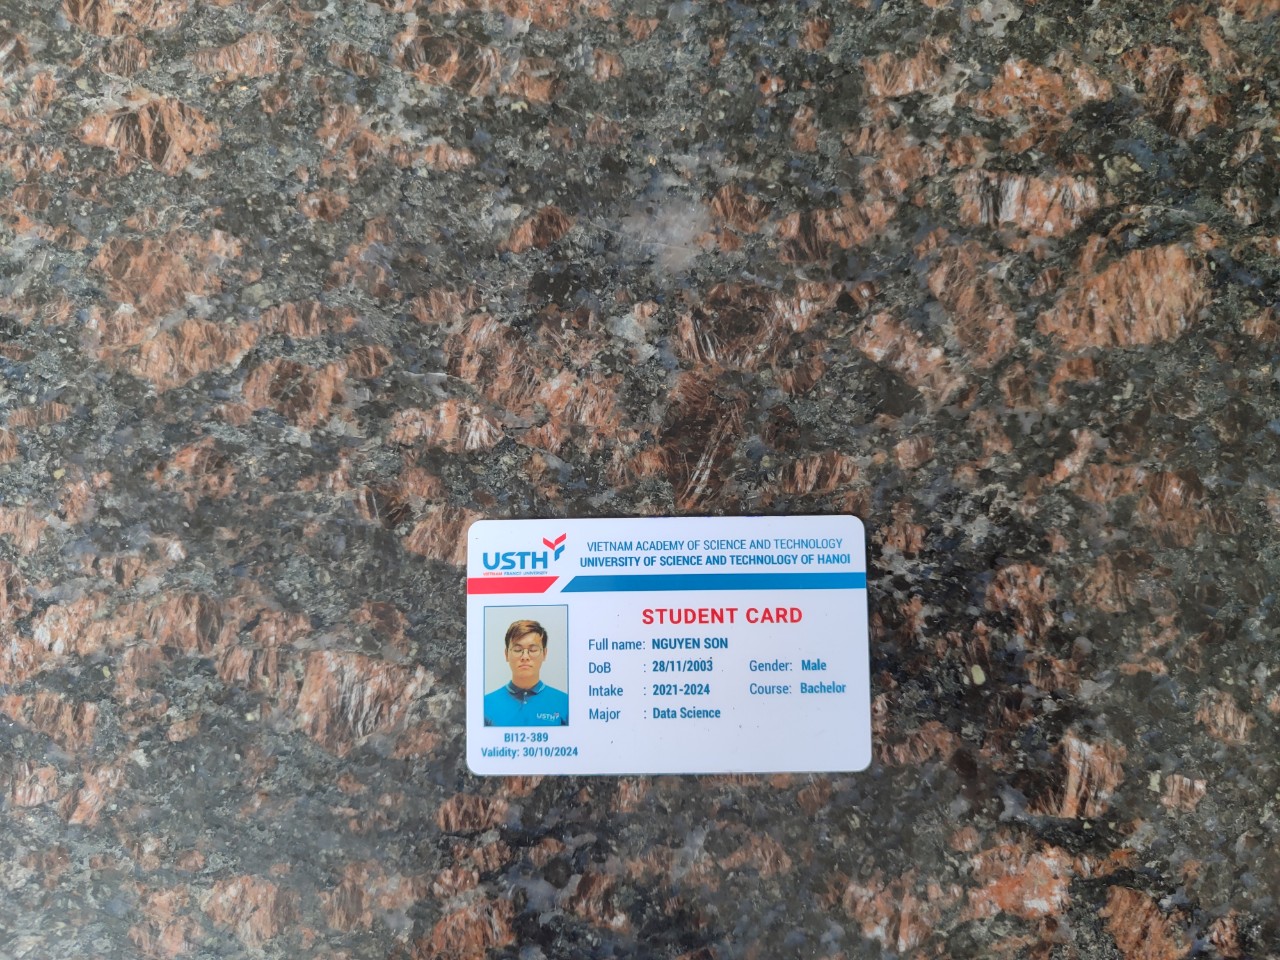 USTH
VIETNAM FRANCE UNIVERSITY
VIETNAM ACADEMY OF SCIENCE AND TECHNOLOGY
UNIVERSITY OF SCIENCE AND TECHNOLOGY OF HANOI
STUDENT CARD
Full name: NGUYEN SON
DoB : 28/11/2003 Gender: Male
Intake : 2021-2024 Course: Bachelor
Major : Data Science
USTH
BI12-389
Validity: 30/10/2024